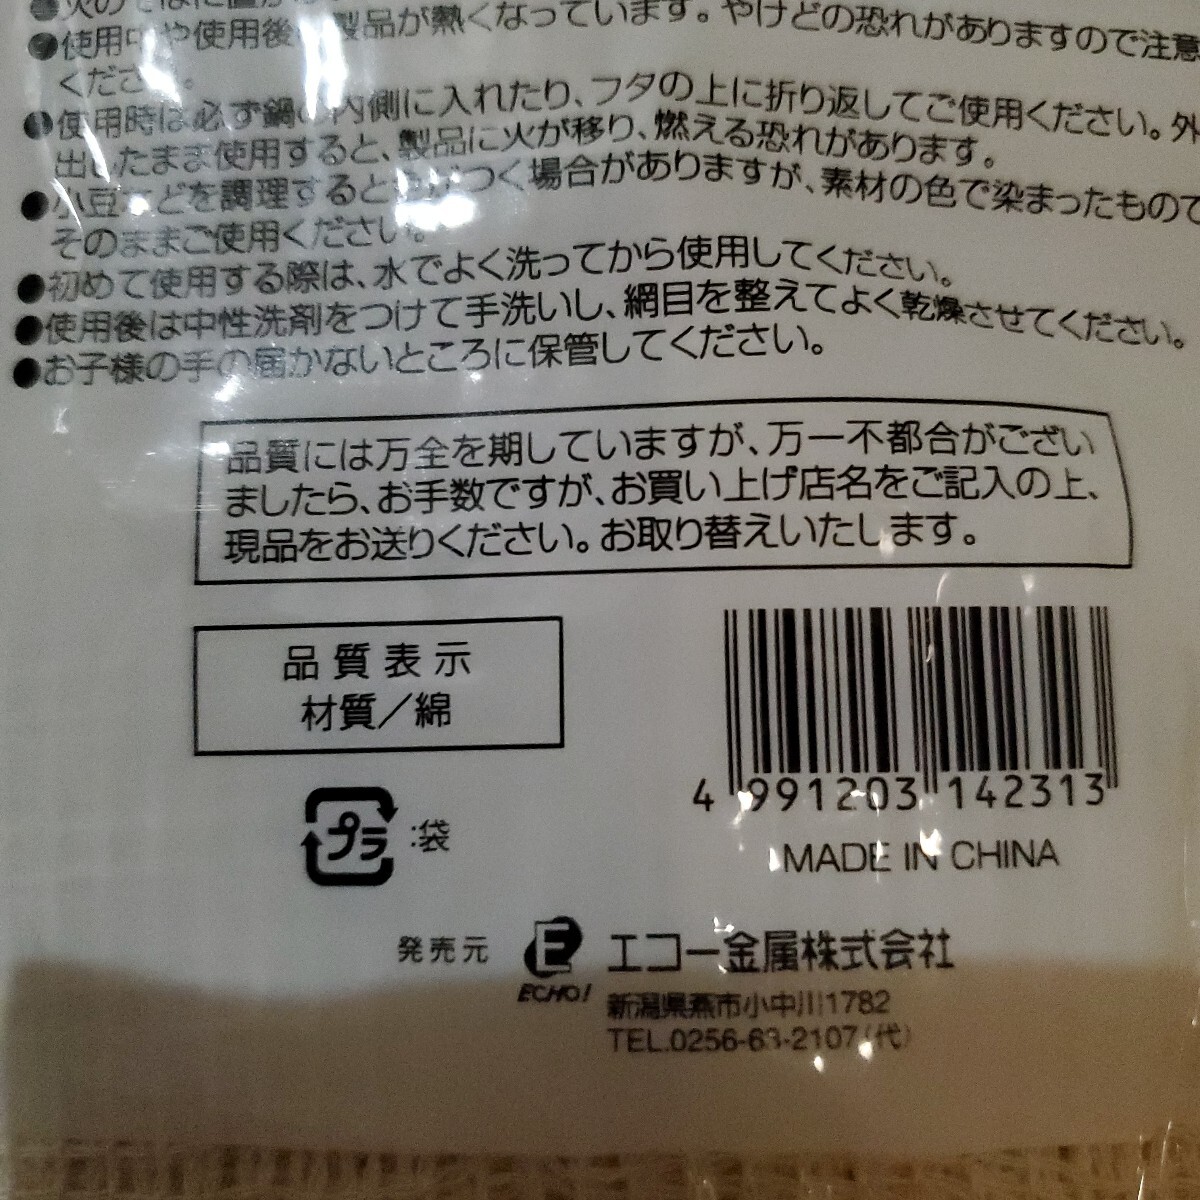 ●使用中や使用後 製品が熱くなっています。やけどの恐れがありますので注意
ください。
●使用時は必ず鍋の内側に入れたり、フタの上に折り返してご使用ください。外
出したまま使用すると、製品に火が移り、燃える恐れがあります。
●小豆などを調理すると つく場合がありますが、素材の色で染まったもので
そのままご使用ください。
●初めて使用する際は、水でよく洗ってから使用してください。
●使用後は中性洗剤をつけて手洗いし、網目を整えてよく乾燥させてください。
●お子様の手の届かないところに保管してください。
品質には万全を期していますが、万一不都合がござい
ましたら、お手数ですが、お買い上げ店名をご記入の上、
現品をお送りください。お取り替えいたします。
品質表示
材質／綿
プラ :袋
4 991203 142313
MADE IN CHINA
発売元 E ECHO! エコー金属株式会社
新潟県燕市小中川1782
TEL.0256-63-2107(代)